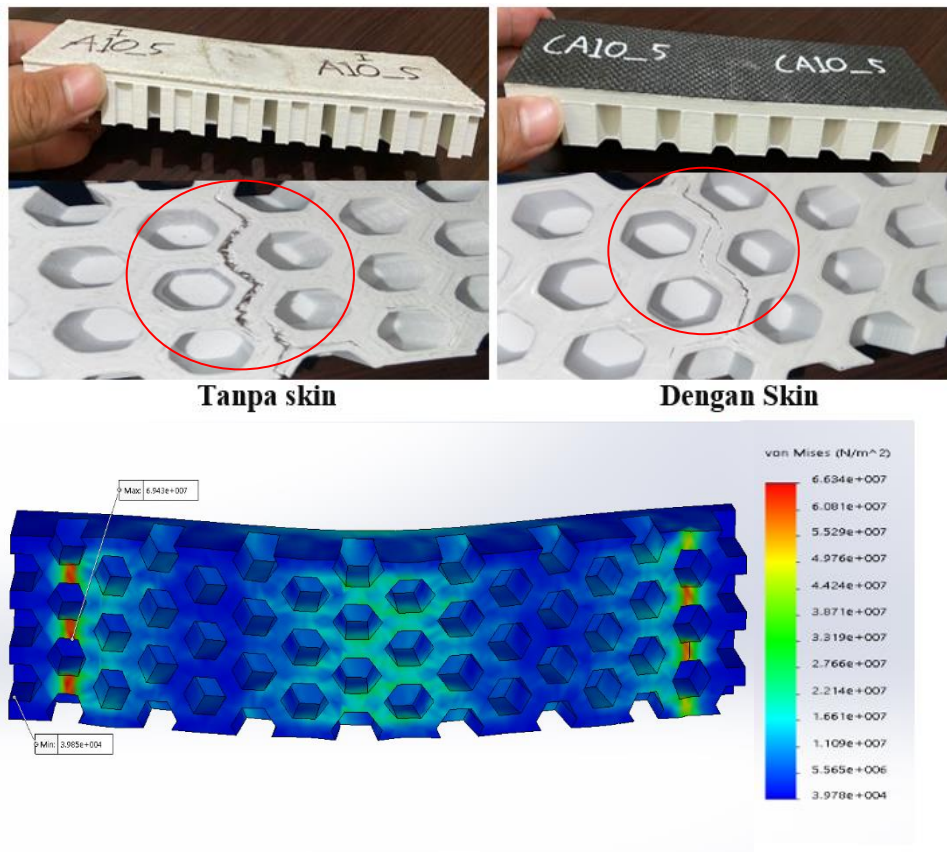 A10_5
A10_5
CA10_5
CA10_5
Tanpa skin
Dengan Skin
von Mises (N/m^2)
6.634e+007
6.081e+007
5.529e+007
4.976e+007
4.424e+007
3.871e+007
3.319e+007
2.766e+007
2.214e+007
1.661e+007
1.109e+007
5.565e+006
3.978e+004
Max: 6.943e+007
Min: 3.985e+004